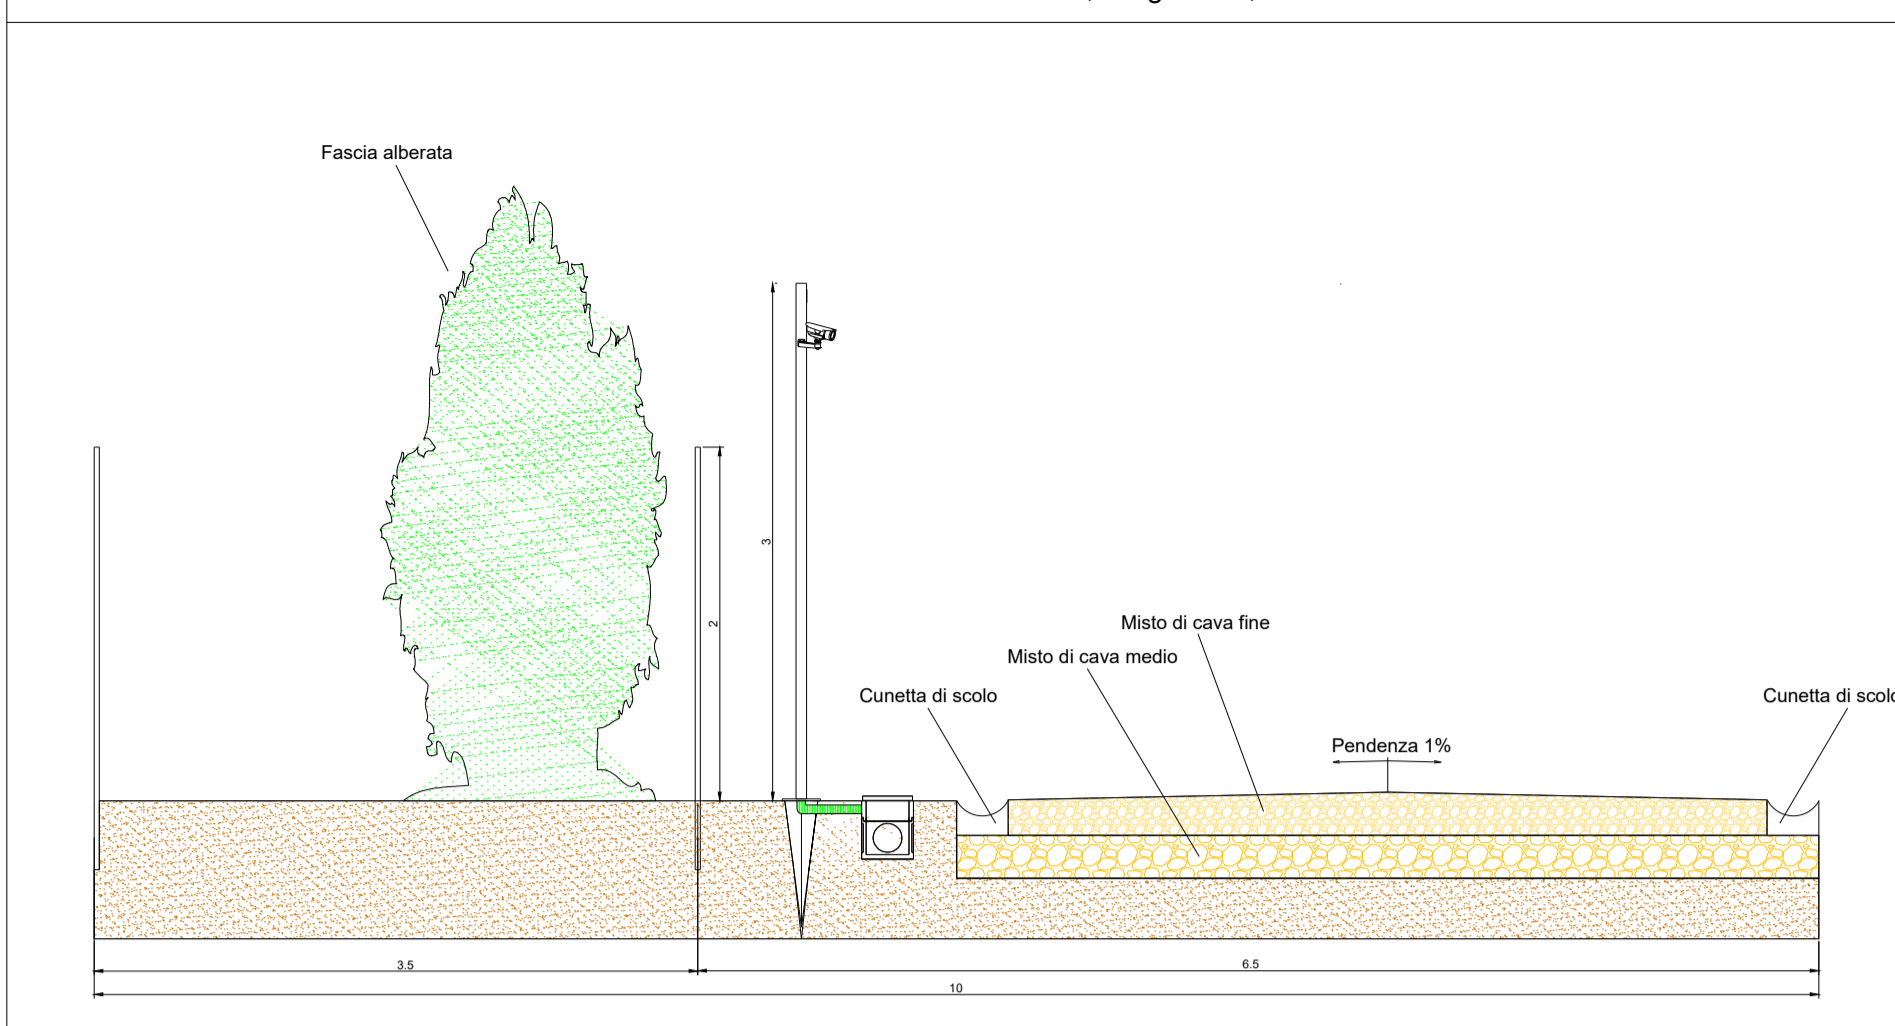 Fascia alberata
3
2
Misto di cava fine
Misto di cava medio
Cunetta di scolo
Cunetta di scolo
Pendenza 1%
3.5
6.5
10